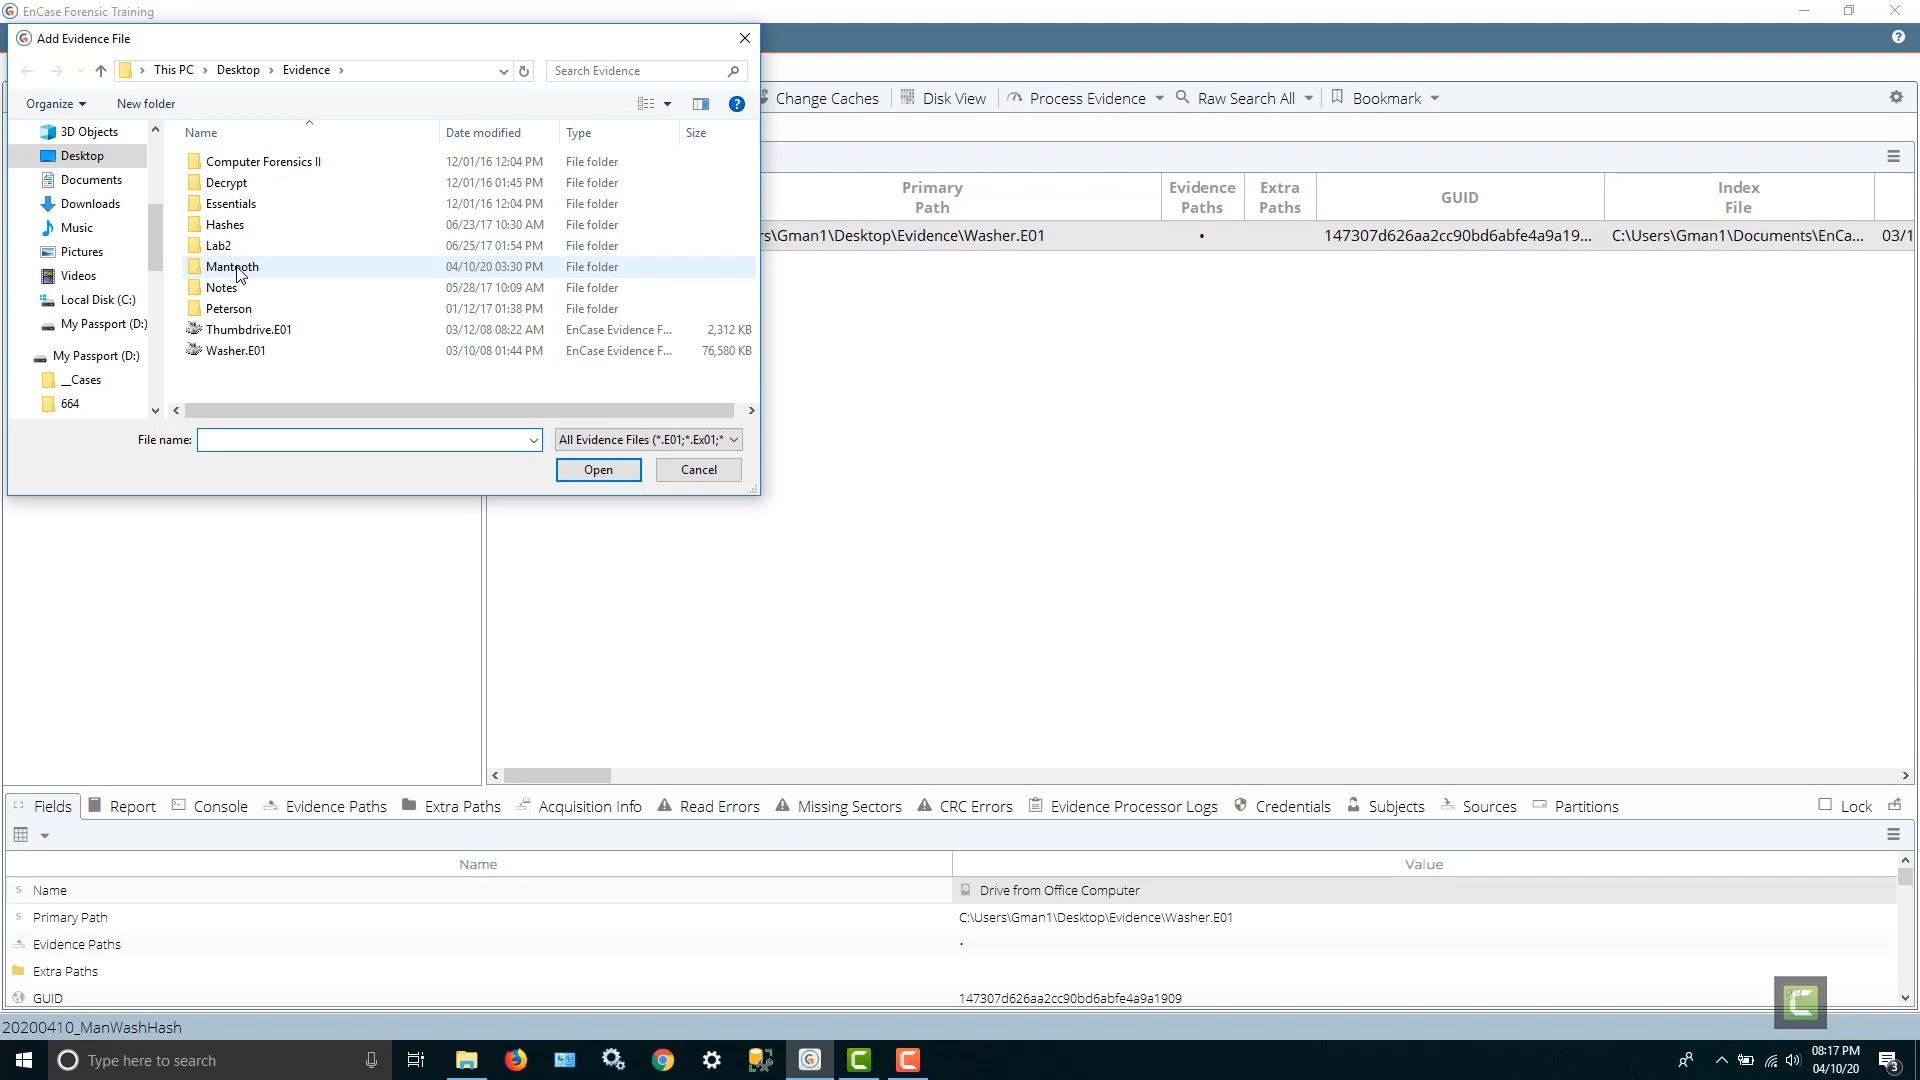 EnCase Forensic Training
Add Evidence File
This PC > Desktop > Evidence >
Search Evidence
Organize
New folder
Change Caches
Disk View
Process Evidence
Raw Search All
Bookmark
3D Objects
Desktop
Documents
Downloads
Music
Pictures
Videos
Local Disk (C:)
My Passport (D:)
My Passport (D:)
__Cases
664
Name Date modified Type Size
Computer Forensics II 12/01/16 12:04 PM File folder
Decrypt 12/01/16 01:45 PM File folder
Essentials 12/01/16 12:04 PM File folder
Hashes 06/23/17 10:30 AM File folder
Lab2 06/25/17 01:54 PM File folder
Mantooth 04/10/20 03:30 PM File folder
Notes 05/28/17 10:09 AM File folder
Peterson 01/12/17 01:38 PM File folder
Thumbdrive.E01 03/12/08 08:22 AM EnCase Evidence F... 2,312 KB
Washer.E01 03/10/08 01:44 PM EnCase Evidence F... 76,580 KB
File name:
All Evidence Files (*.E01;*.Ex01;*
Open
Cancel
Primary Path
Evidence Paths
Extra Paths
GUID
Index File
rs\Gman1\Desktop\Evidence\Washer.E01 • 147307d626aa2cc90bd6abfe4a9a19... C:\Users\Gman1\Documents\EnCa... 03/1
Fields Report Console Evidence Paths Extra Paths Acquisition Info Read Errors Missing Sectors CRC Errors Evidence Processor Logs Credentials Subjects Sources Partitions Lock
Name Value
Name Drive from Office Computer
Primary Path C:\Users\Gman1\Desktop\Evidence\Washer.E01
Evidence Paths •
Extra Paths
GUID 147307d626aa2cc90bd6abfe4a9a1909
20200410_ManWashHash
Type here to search
08:17 PM
04/10/20
3